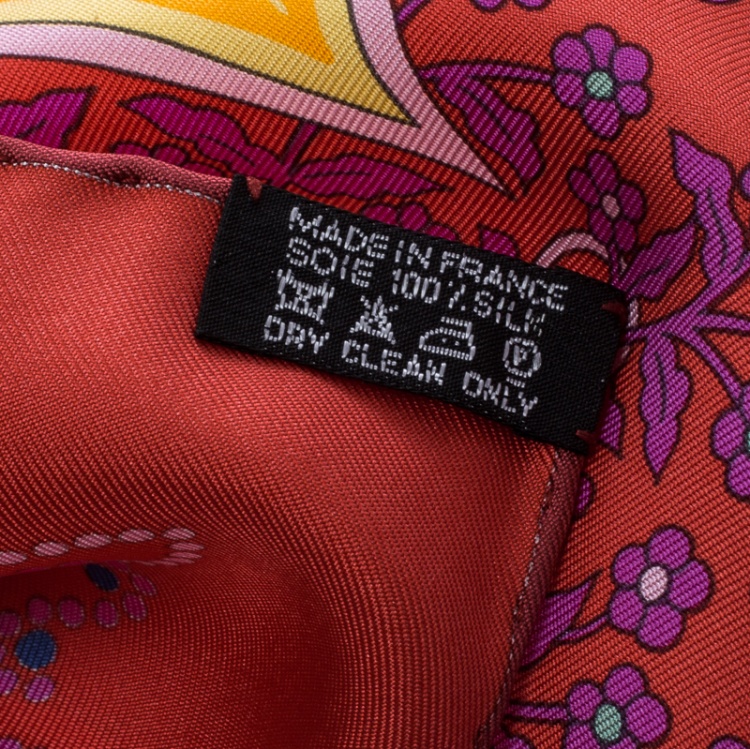 MADE IN FRANCE
SOIE 100% SILK
DRY CLEAN ONLY